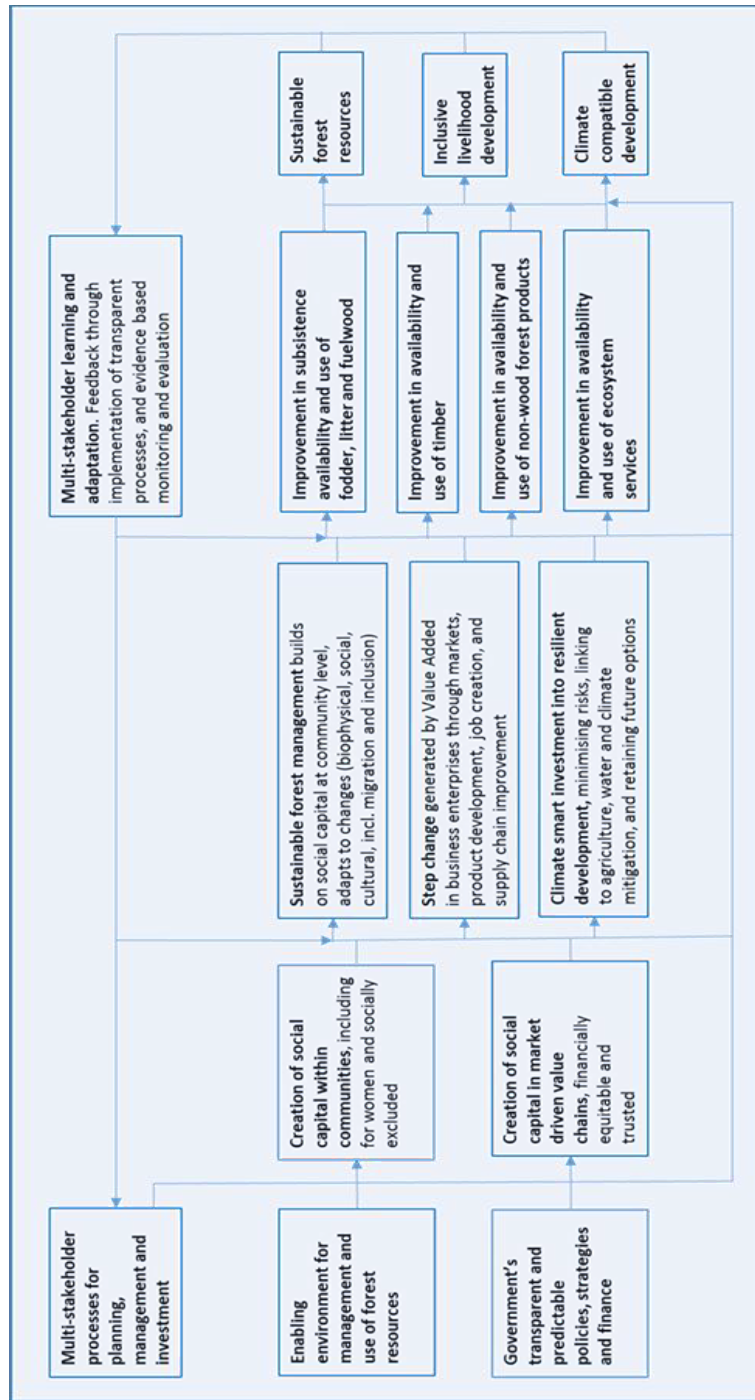 Multi-stakeholder
processes for
planning,
management and
investment
Multi-stakeholder learning and
adaptation. Feedback through
implementation of transparent
processes, and evidence based
monitoring and evaluation
Enabling
environment for
management and
use of forest
resources
Government's
transparent and
predictable
policies, strategies
and finance
Creation of social
capital within
communities, including
for women and socially
excluded
Creation of social
capital in market
driven value
chains, financially
equitable and
trusted
Sustainable forest management builds
on social capital at community level,
adapts to changes (biophysical, social,
cultural, incl. migration and inclusion)
Step change generated by Value Added
in business enterprises through markets,
product development, job creation, and
supply chain improvement
Climate smart investment into resilient
development, minimising risks, linking
to agriculture, water and climate
mitigation, and retaining future options
Improvement in subsistence
availability and use of
fodder, litter and fuelwood
Improvement in availability and
use of timber
Improvement in availability and
use of non-wood forest products
Improvement in availability
and use of ecosystem
services
Sustainable
forest
resources
Inclusive
livelihood
development
Climate
compatible
development